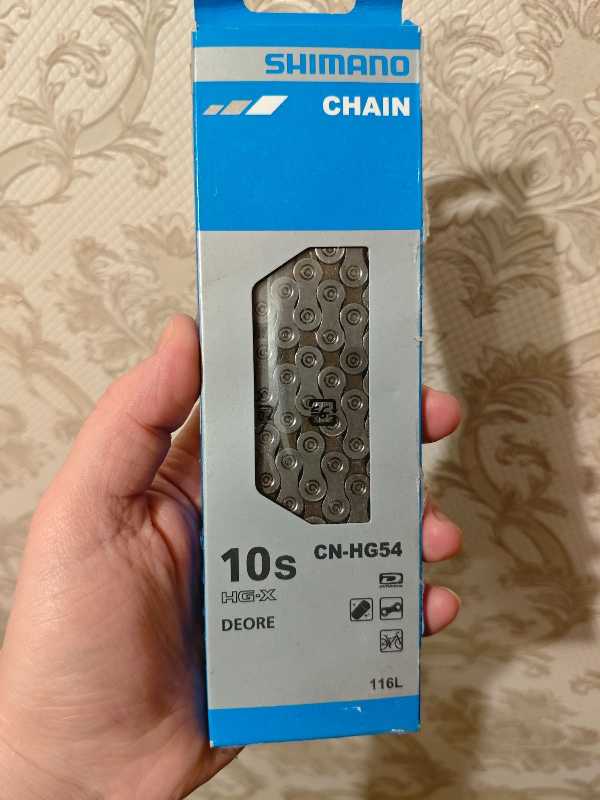 SHIMANO
CHAIN
10s
CN-HG54
HG-X
DEORE
116L